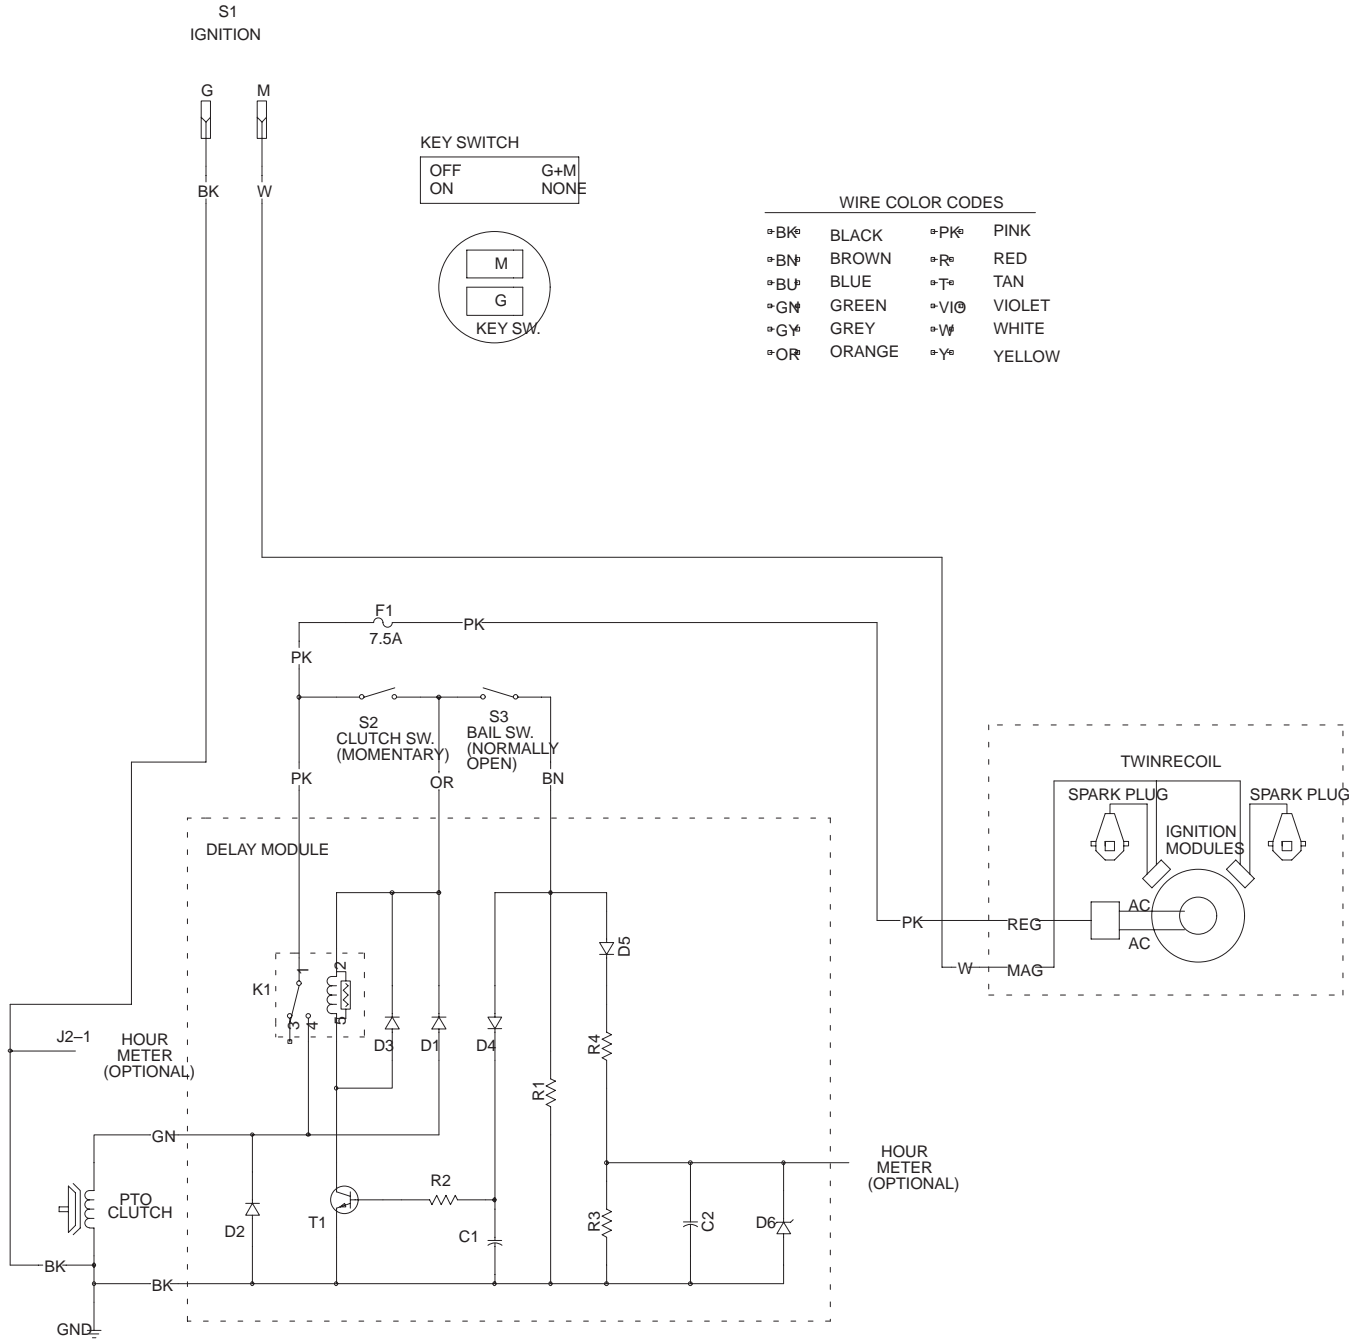 S1
IGNITION
G M
BK W
KEY SWITCH
OFF G+M
ON NONE
M
G
KEY SW.
WIRE COLOR CODES
BK BLACK PK PINK
BN BROWN R RED
BU BLUE T TAN
GN GREEN VIO VIOLET
GY GREY W WHITE
OR ORANGE Y YELLOW
F1
7.5A
PK
PK
S2
CLUTCH SW.
(MOMENTARY)
S3
BAIL SW.
(NORMALLY
OPEN)
PK OR BN
TWINRECOIL
SPARK PLUG SPARK PLUG
IGNITION
MODULES
AC
AC
PK REG
W MAG
DELAY MODULE
K1
1
2
3
4
5
D3 D1 D4
D5
R4
R1
J2–1
HOUR
METER
(OPTIONAL)
GN
PTO
CLUTCH
D2
T1
R2
C1
R3
C2
D6
HOUR
METER
(OPTIONAL)
BK
BK
GND